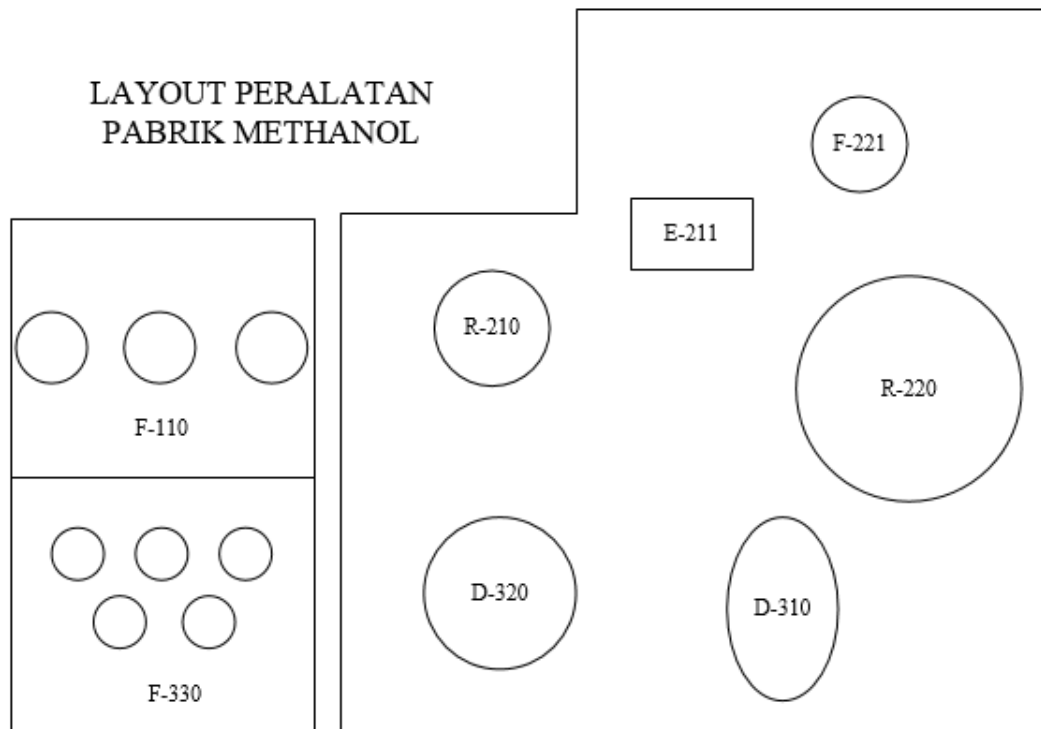 LAYOUT PERALATAN
PABRIK METHANOL
F-221
E-211
R-210
R-220
F-110
D-320
D-310
F-330